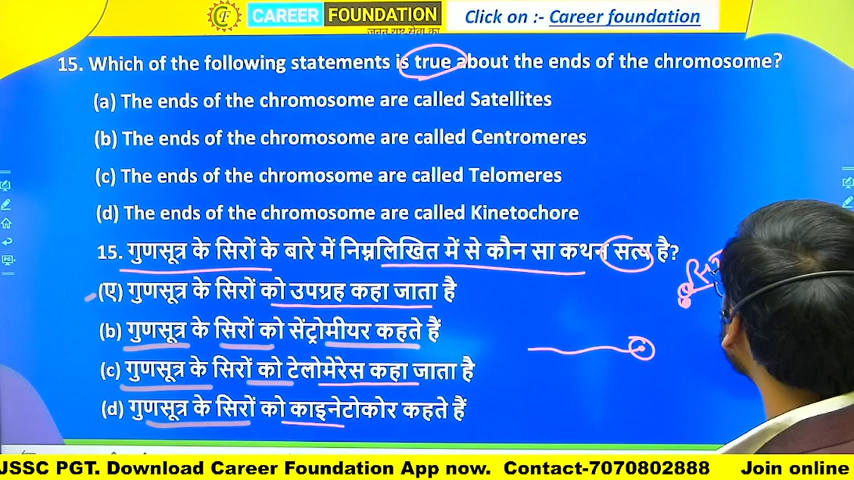 CAREER FOUNDATION
Click on :- Career foundation
15. Which of the following statements is true about the ends of the chromosome?
(a) The ends of the chromosome are called Satellites
(b) The ends of the chromosome are called Centromeres
(c) The ends of the chromosome are called Telomeres
(d) The ends of the chromosome are called Kinetochore
15. गुणसूत्र के सिरों के बारे में निम्नलिखित में से कौन सा कथन सत्य है?
(ए) गुणसूत्र के सिरों को उपग्रह कहा जाता है
(b) गुणसूत्र के सिरों को सेंट्रोमीयर कहते हैं
(c) गुणसूत्र के सिरों को टेलोमेरेस कहा जाता है
(d) गुणसूत्र के सिरों को काइनेटोकोर कहते हैं
JSSC PGT. Download Career Foundation App now. Contact-7070802888 Join online